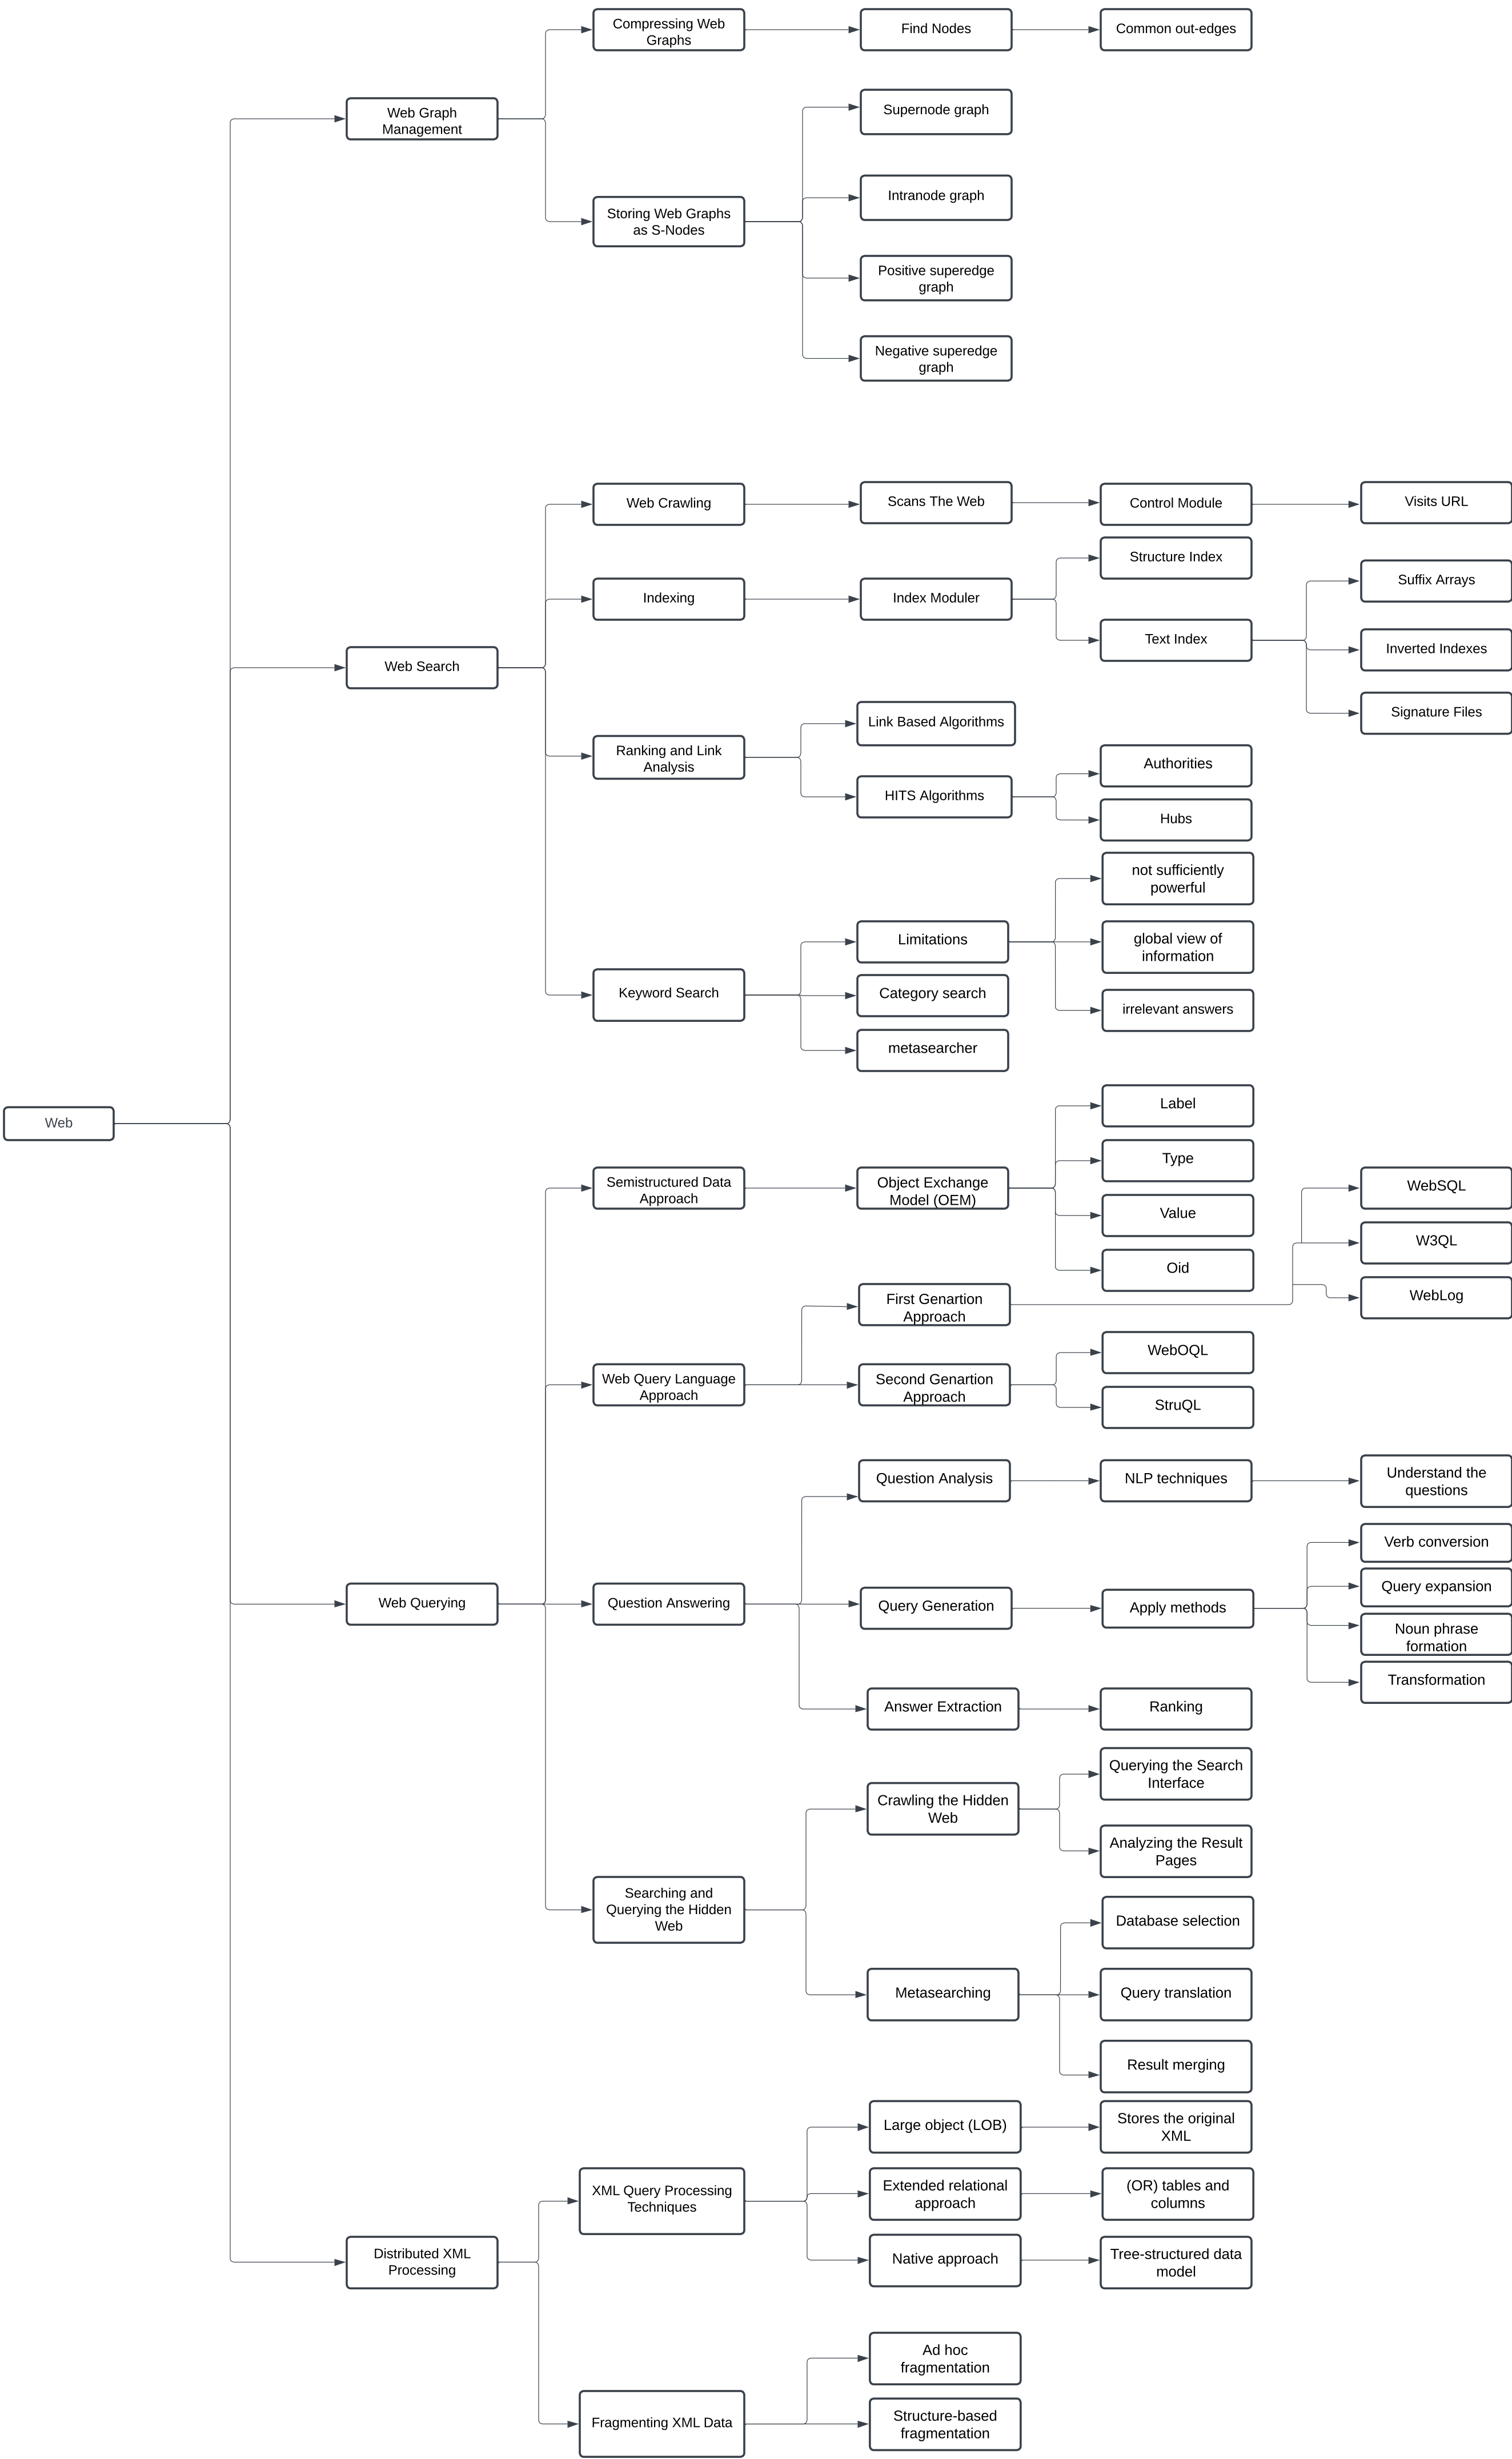 Compressing Web
Graphs
Find Nodes
Common out-edges
Web Graph
Management
Supernode graph
Intranode graph
Storing Web Graphs
as S-Nodes
Positive superedge
graph
Negative superedge
graph
Web Crawling
Scans The Web
Control Module
Visits URL
Structure Index
Suffix Arrays
Indexing
Index Moduler
Text Index
Inverted Indexes
Web Search
Signature Files
Link Based Algorithms
Ranking and Link
Analysis
Authorities
HITS Algorithms
Hubs
not sufficiently
powerful
Limitations
global view of
information
Keyword Search
Category search
irrelevant answers
metasearcher
Web
Label
Type
Semistructured Data
Approach
Object Exchange
Model (OEM)
WebSQL
Value
W3QL
Oid
First Genartion
Approach
WebLog
WebOQL
Web Query Language
Approach
Second Genartion
Approach
StruQL
Question Analysis
NLP techniques
Understand the
questions
Verb conversion
Query expansion
Web Querying
Question Answering
Query Generation
Apply methods
Noun phrase
formation
Transformation
Answer Extraction
Ranking
Querying the Search
Interface
Crawling the Hidden
Web
Analyzing the Result
Pages
Searching and
Querying the Hidden
Web
Database selection
Metasearching
Query translation
Result merging
Large object (LOB)
Stores the original
XML
XML Query Processing
Techniques
Extended relational
approach
(OR) tables and
columns
Distributed XML
Processing
Native approach
Tree-structured data
model
Ad hoc
fragmentation
Fragmenting XML Data
Structure-based
fragmentation